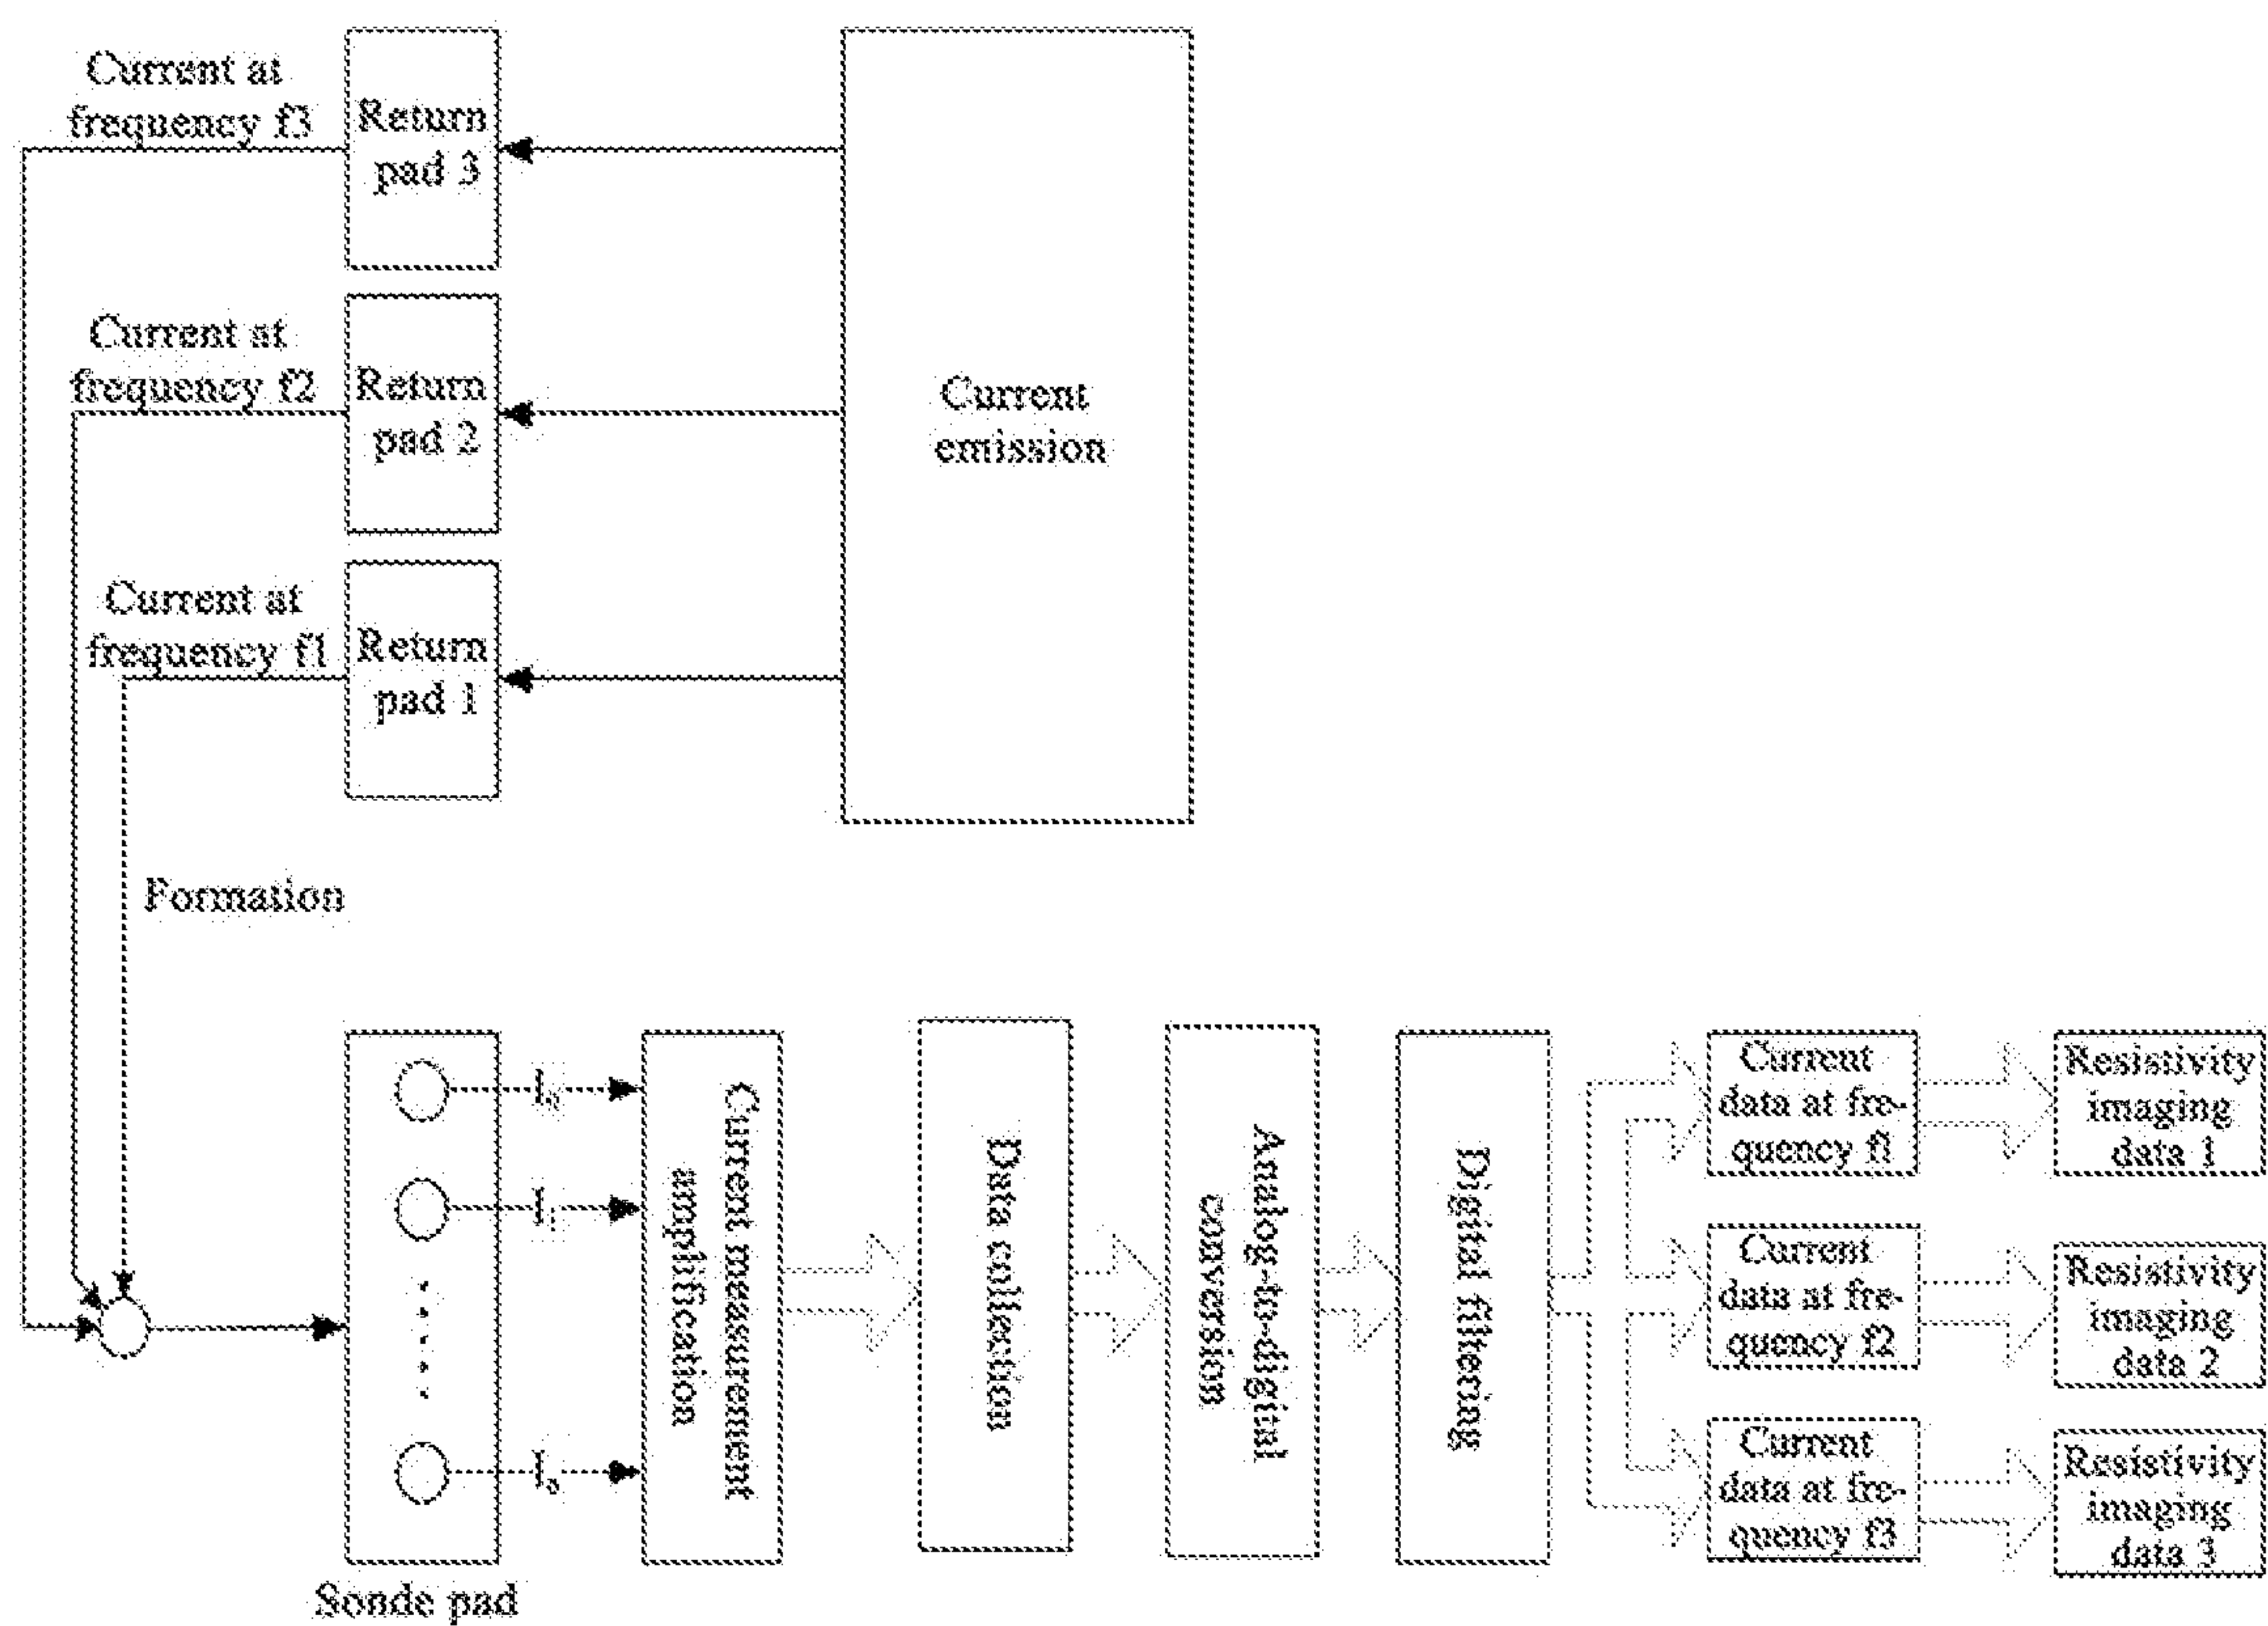 Current at
frequency f3
Return
pad 3
Current at
frequency f2
Return
pad 2
Current
emission
Current at
frequency f1
Return
pad 1
Formation
I₁
Current measurement
amplification
Data collection
Analog-to-digital
conversion
Digital filtering
Current
data at fre-
quency f1
Resistivity
imaging
data 1
Current
data at fre-
quency f2
Resistivity
imaging
data 2
Current
data at fre-
quency f3
Resistivity
imaging
data 3
Sonde pad